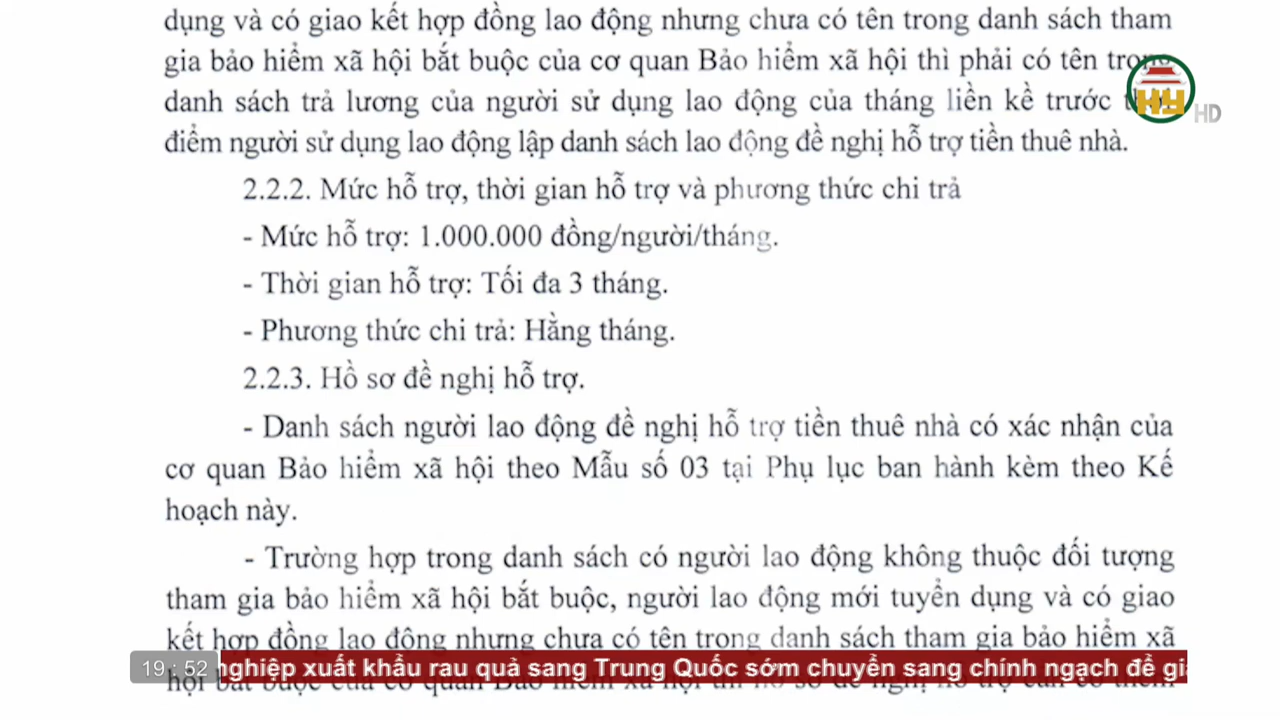 dụng và có giao kết hợp đồng lao động nhưng chưa có tên trong danh sách tham
gia bảo hiểm xã hội bắt buộc của cơ quan Bảo hiểm xã hội thì phải có tên trong
danh sách trả lương của người sử dụng lao động của tháng liền kề trước
điểm người sử dụng lao động lập danh sách lao động đề nghị hỗ trợ tiền thuê nhà.
HY HD
2.2.2. Mức hỗ trợ, thời gian hỗ trợ và phương thức chi trả
- Mức hỗ trợ: 1.000.000 đồng/người/tháng.
- Thời gian hỗ trợ: Tối đa 3 tháng.
- Phương thức chi trả: Hằng tháng.
2.2.3. Hồ sơ đề nghị hỗ trợ.
- Danh sách người lao động đề nghị hỗ trợ tiền thuê nhà có xác nhận của
cơ quan Bảo hiểm xã hội theo Mẫu số 03 tại Phụ lục ban hành kèm theo Kế
hoạch này.
- Trường hợp trong danh sách có người lao động không thuộc đối tượng
tham gia bảo hiểm xã hội bắt buộc, người lao động mới tuyển dụng và có giao
kết hợp đồng lao động nhưng chưa có tên trong danh sách tham gia bảo hiểm xã
19 : 52 nghiệp xuất khẩu rau quả sang Trung Quốc sớm chuyển sang chính ngạch để